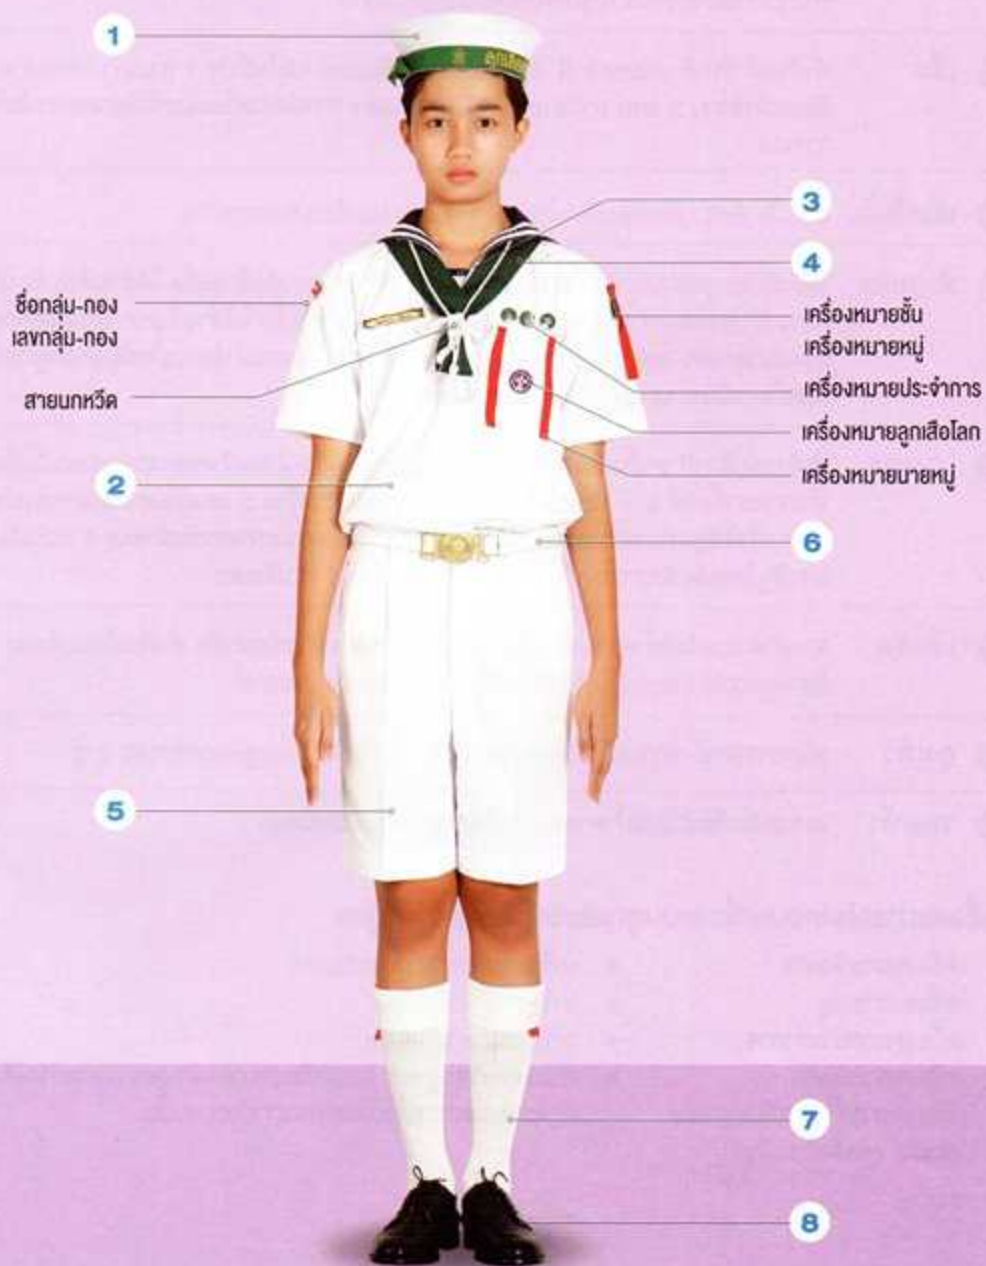 1
3
4
ชื่อกลุ่ม-กอง
เลขกลุ่ม-กอง
สายนกหวีด
เครื่องหมายชั้น
เครื่องหมายหมู่
เครื่องหมายประจำการ
เครื่องหมายลูกเสือโลก
เครื่องหมายนายหมู่
2
6
5
7
8